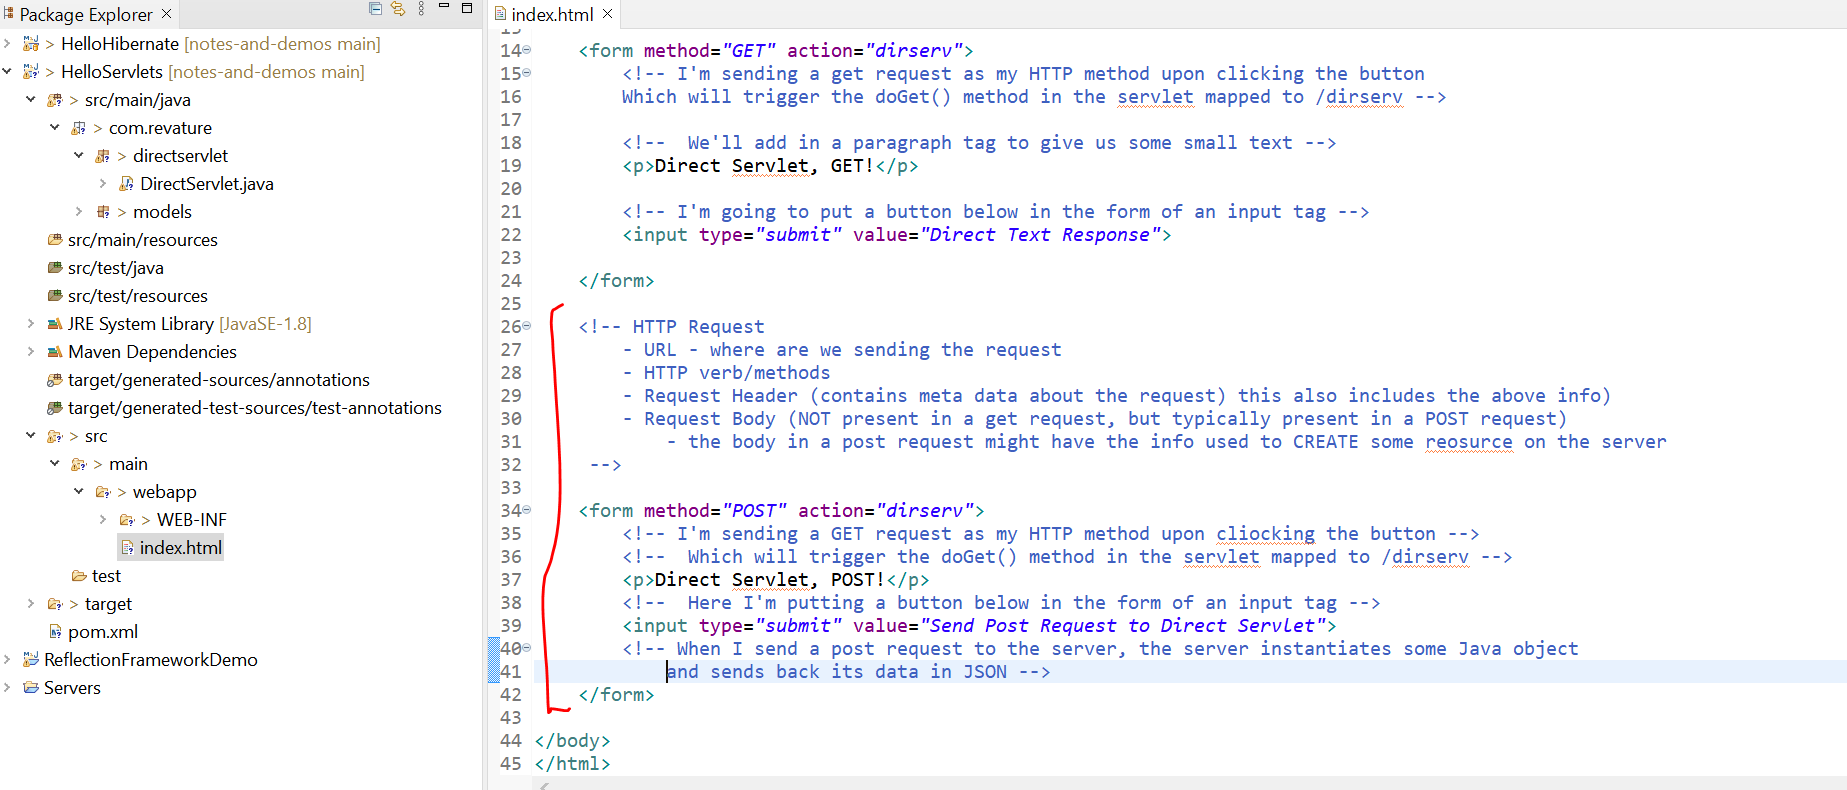 Package Explorer
HelloHibernate [notes-and-demos main]
HelloServlets [notes-and-demos main]
src/main/java
com.revature
directservlet
DirectServlet.java
models
src/main/resources
src/test/java
src/test/resources
JRE System Library [JavaSE-1.8]
Maven Dependencies
target/generated-sources/annotations
target/generated-test-sources/test-annotations
src
main
webapp
WEB-INF
index.html
test
target
pom.xml
ReflectionFrameworkDemo
Servers
index.html
14 <form method="GET" action="dirserv">
15 <!-- I'm sending a get request as my HTTP method upon clicking the button
16 Which will trigger the doGet() method in the servlet mapped to /dirserv -->
17
18 <!--  We'll add in a paragraph tag to give us some small text -->
19 <p>Direct Servlet, GET!</p>
20
21 <!-- I'm going to put a button below in the form of an input tag -->
22 <input type="submit" value="Direct Text Response">
23
24 </form>
25
26 <!-- HTTP Request
27 - URL - where are we sending the request
28 - HTTP verb/methods
29 - Request Header (contains meta data about the request) this also includes the above info)
30 - Request Body (NOT present in a get request, but typically present in a POST request)
31 - the body in a post request might have the info used to CREATE some reosurce on the server
32 -->
33
34 <form method="POST" action="dirserv">
35 <!-- I'm sending a GET request as my HTTP method upon cliocking the button -->
36 <!--  Which will trigger the doGet() method in the servlet mapped to /dirserv -->
37 <p>Direct Servlet, POST!</p>
38 <!--  Here I'm putting a button below in the form of an input tag -->
39 <input type="submit" value="Send Post Request to Direct Servlet">
40 <!-- When I send a post request to the server, the server instantiates some Java object
41 and sends back its data in JSON -->
42 </form>
43
44 </body>
45 </html>